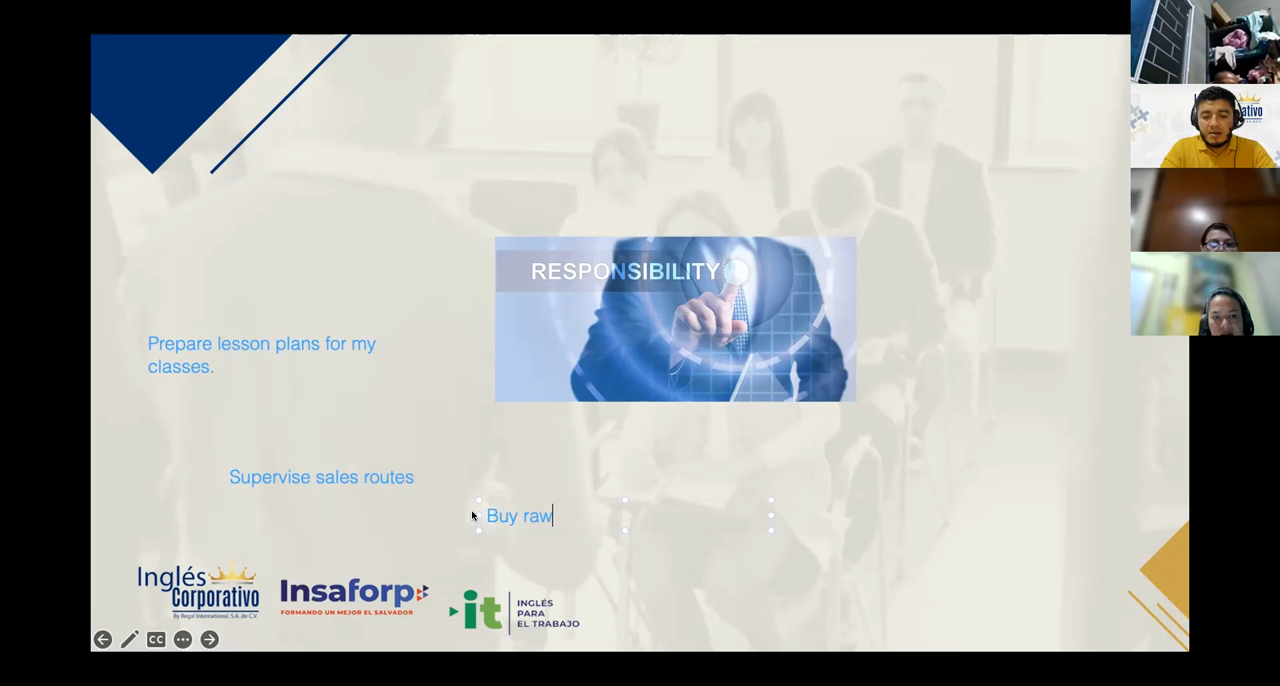 RESPONSIBILITY
Prepare lesson plans for my
classes.
Supervise sales routes
Buy raw
Inglés
Corporativo
By Regal International, S.A. de C.V.
Insaforp
FORMANDO UN MEJOR EL SALVADOR
it
INGLÉS
PARA
EL TRABAJO
CC